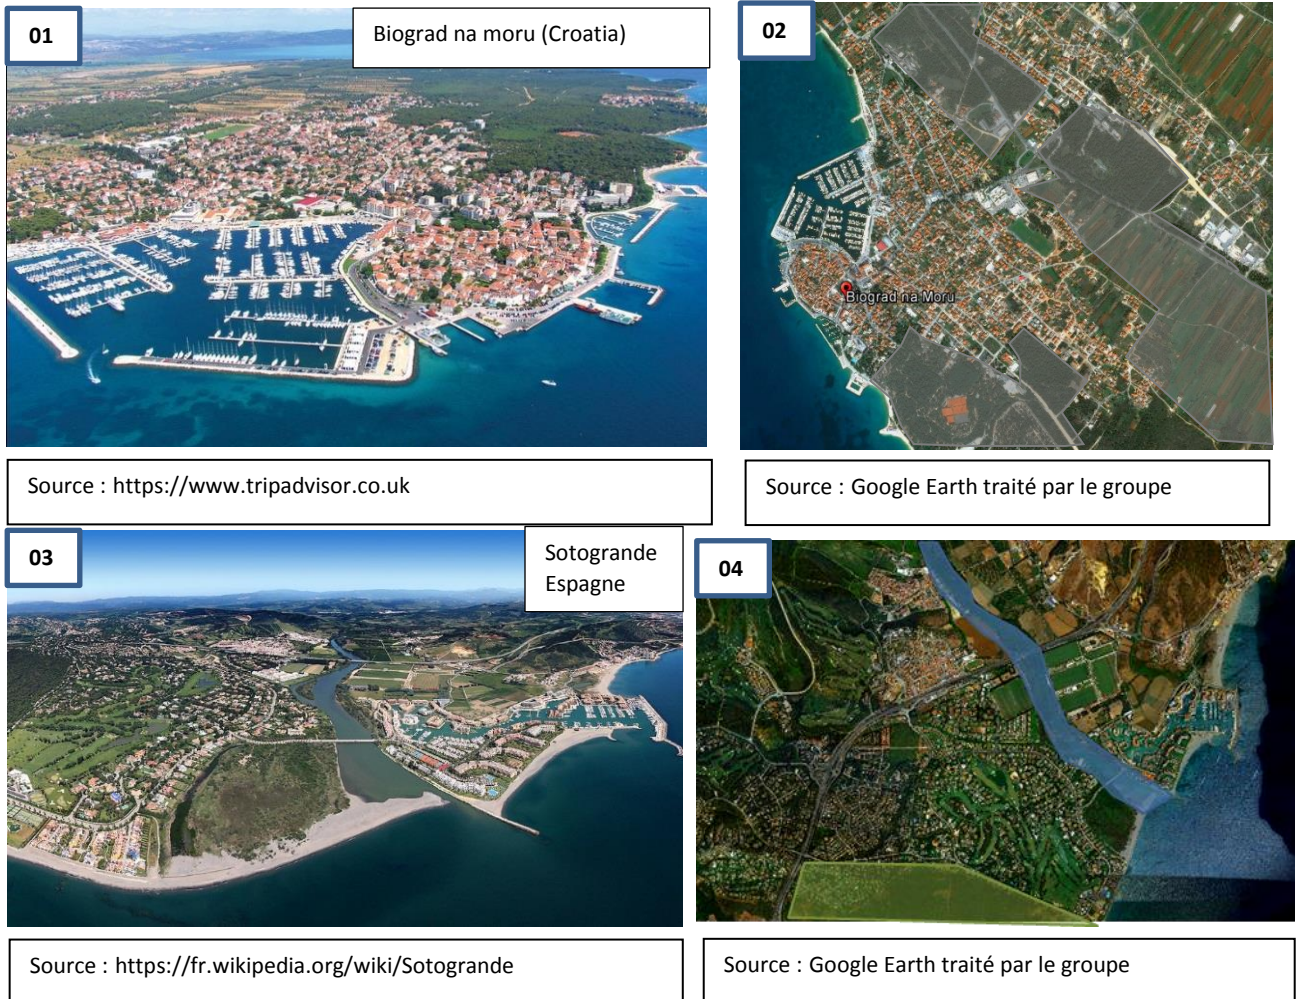 01
Biograd na moru (Croatia)
02
Biograd na Moru
Source : https://www.tripadvisor.co.uk
Source : Google Earth traité par le groupe
03
Sotogrande
Espagne
04
Source : https://fr.wikipedia.org/wiki/Sotogrande
Source : Google Earth traité par le groupe